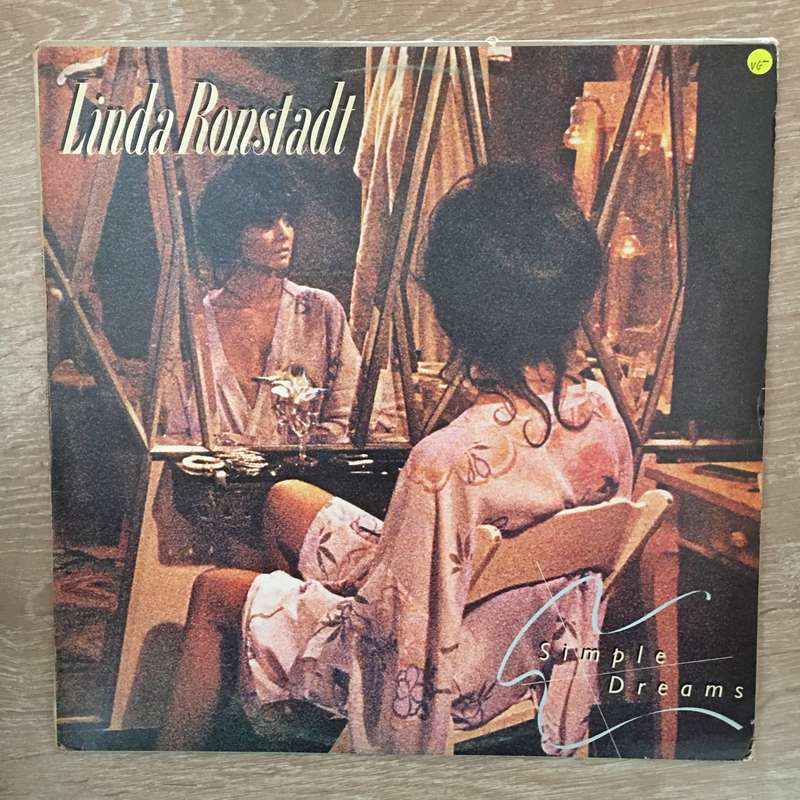 VG-
Linda Ronstadt
Simple
Dreams